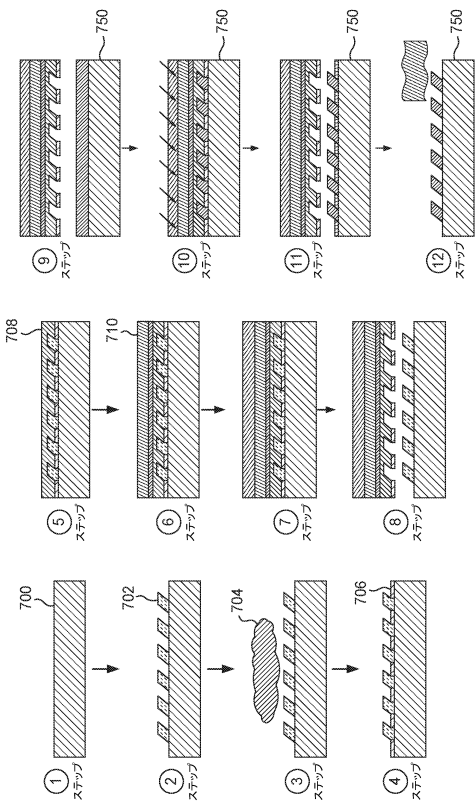 ①
ステップ
700
②
ステップ
702
③
ステップ
704
④
ステップ
706
⑤
ステップ
708
⑥
ステップ
710
⑦
ステップ
⑧
ステップ
⑨
ステップ
750
⑩
ステップ
750
⑪
ステップ
750
⑫
ステップ
750